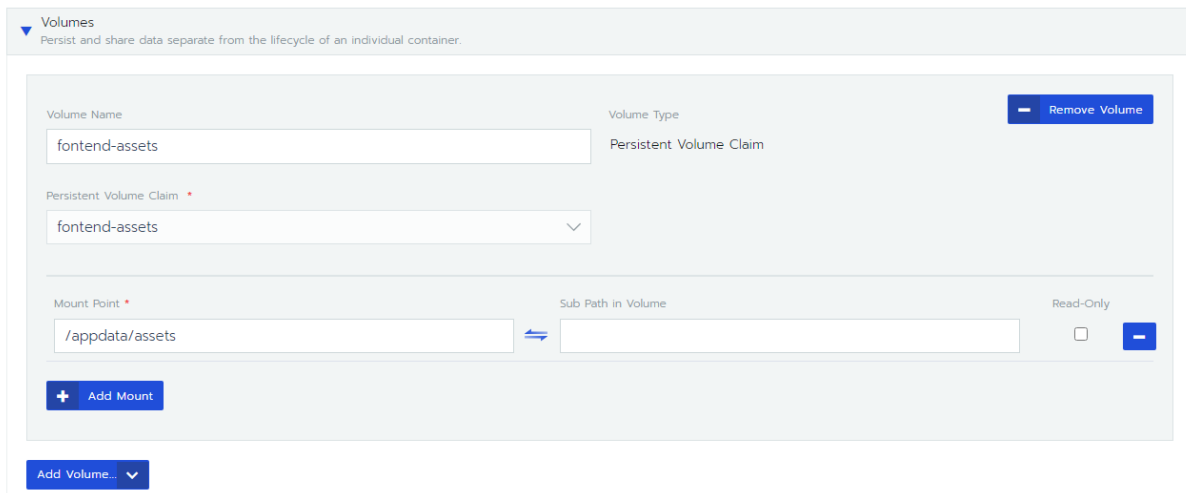 Volumes
Persist and share data separate from the lifecycle of an individual container.
Volume Name
Volume Type
Remove Volume
fontend-assets
Persistent Volume Claim
Persistent Volume Claim *
fontend-assets
Mount Point *
Sub Path in Volume
Read-Only
/appdata/assets
Add Mount
Add Volume...